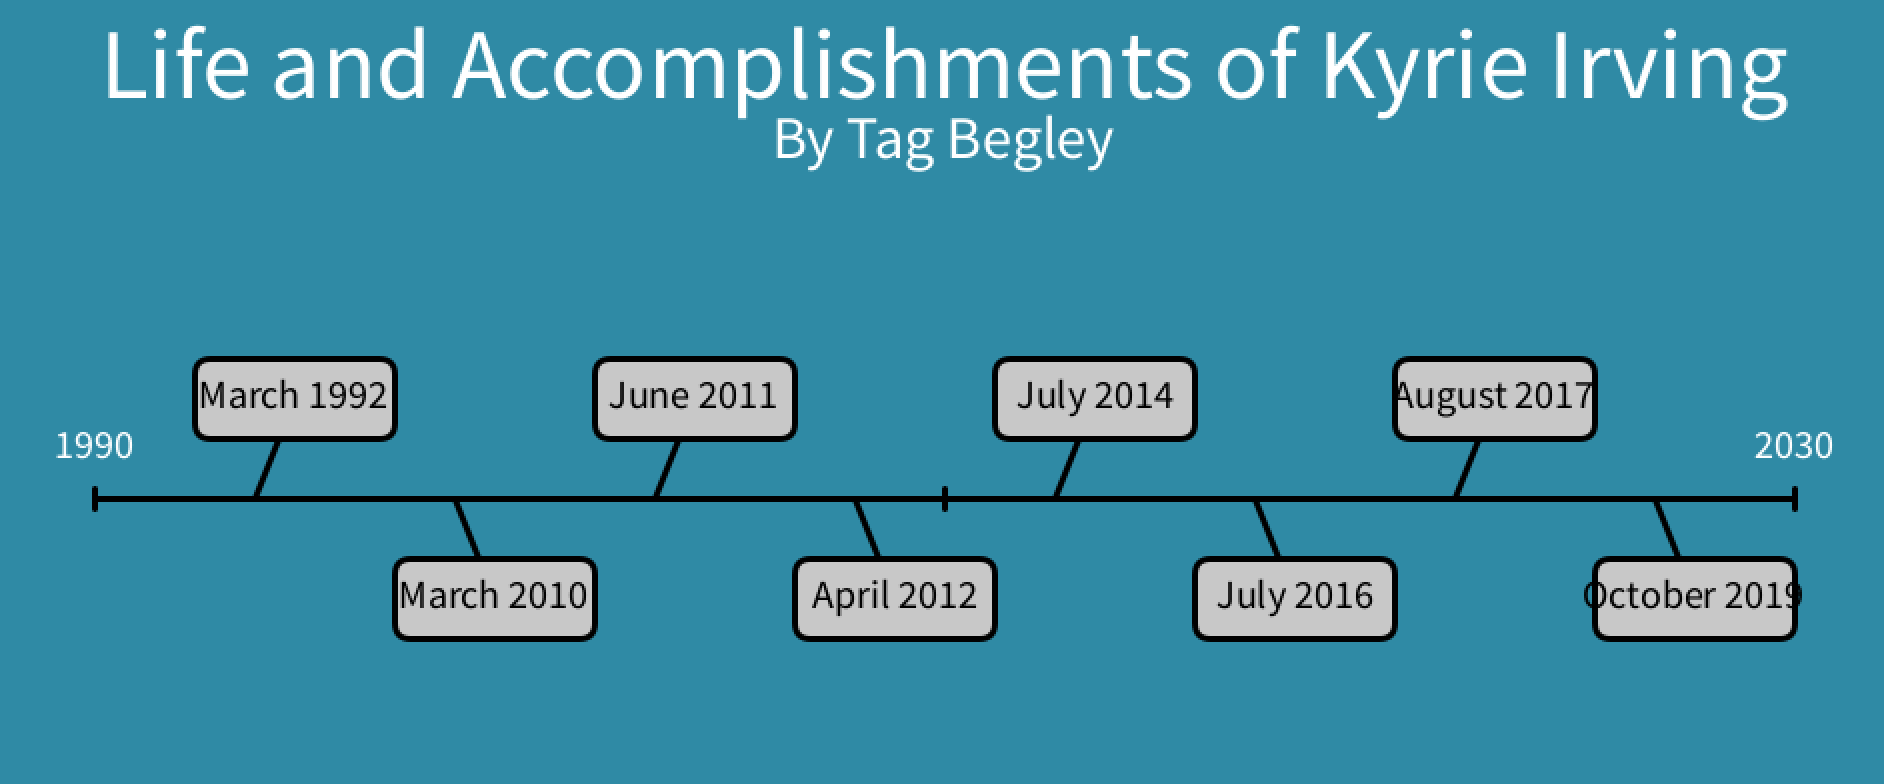 Life and Accomplishments of Kyrie Irving
By Tag Begley
March 1992
June 2011
July 2014
August 2017
1990
2030
March 2010
April 2012
July 2016
October 2019